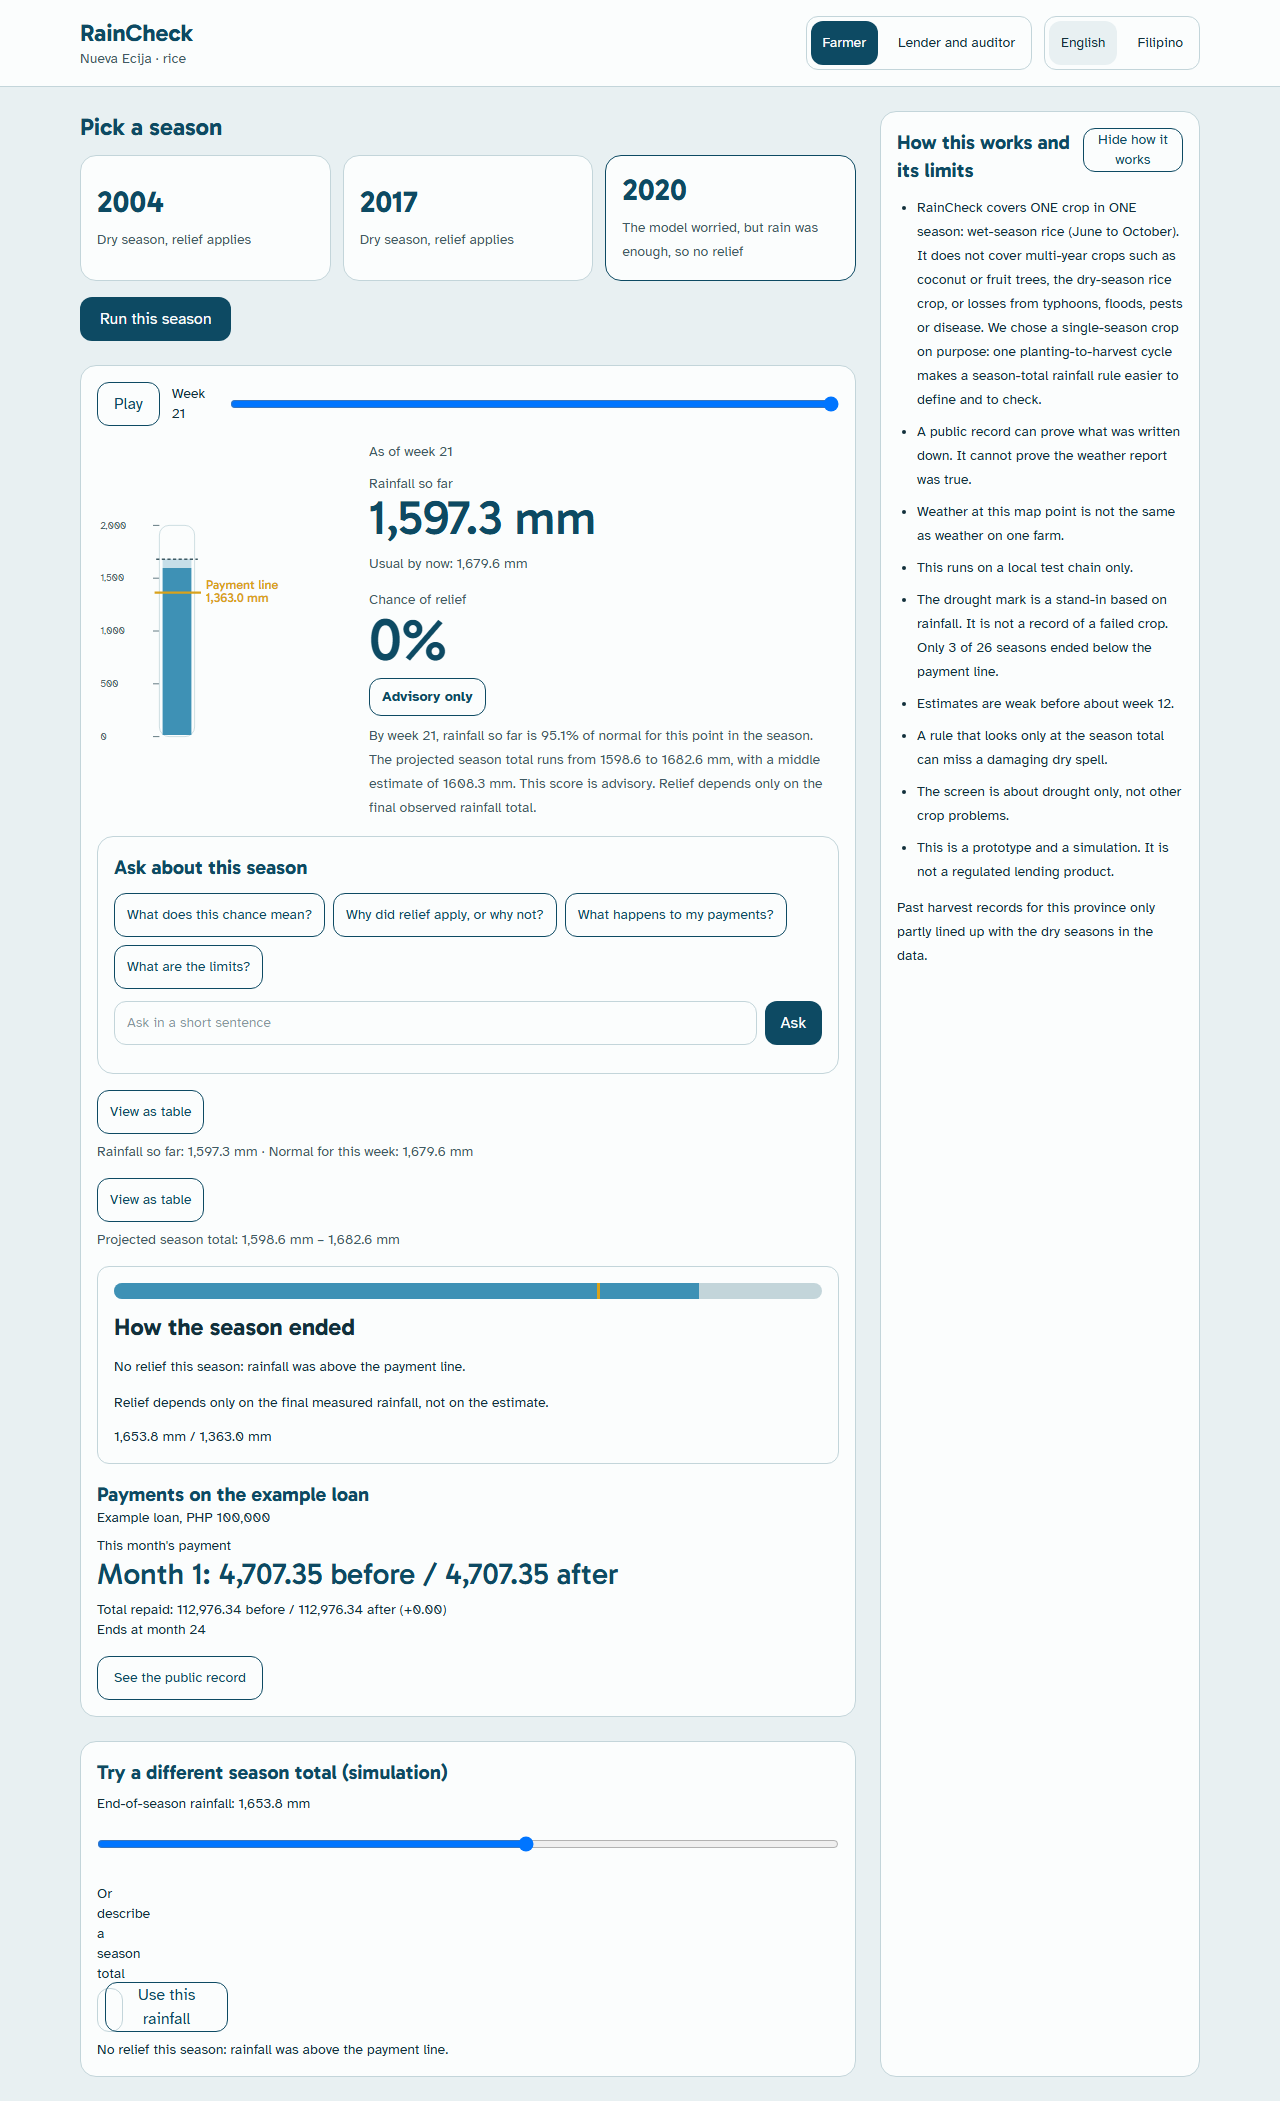 RainCheck
Nueva Ecija · rice
Farmer
Lender and auditor
English
Filipino
Pick a season
2004
Dry season, relief applies
2017
Dry season, relief applies
2020
The model worried, but rain was
enough, so no relief
Run this season
Play
Week
21
As of week 21
Rainfall so far
1,597.3 mm
Usual by now: 1,679.6 mm
2,000
1,500
1,000
500
0
Payment line
1,363.0 mm
Chance of relief
0%
Advisory only
By week 21, rainfall so far is 95.1% of normal for this point in the season.
The projected season total runs from 1598.6 to 1682.6 mm, with a middle
estimate of 1608.3 mm. This score is advisory. Relief depends only on the
final observed rainfall total.
Ask about this season
What does this chance mean?
Why did relief apply, or why not?
What happens to my payments?
What are the limits?
Ask in a short sentence
Ask
View as table
Rainfall so far: 1,597.3 mm · Normal for this week: 1,679.6 mm
View as table
Projected season total: 1,598.6 mm – 1,682.6 mm
How the season ended
No relief this season: rainfall was above the payment line.
Relief depends only on the final measured rainfall, not on the estimate.
1,653.8 mm / 1,363.0 mm
Payments on the example loan
Example loan, PHP 100,000
This month's payment
Month 1: 4,707.35 before / 4,707.35 after
Total repaid: 112,976.34 before / 112,976.34 after (+0.00)
Ends at month 24
See the public record
Try a different season total (simulation)
End-of-season rainfall: 1,653.8 mm
Or
describe
a
season
total
Use this
rainfall
No relief this season: rainfall was above the payment line.
How this works and
its limits
Hide how it
works
▪ RainCheck covers ONE crop in ONE
season: wet-season rice (June to October).
It does not cover multi-year crops such as
coconut or fruit trees, the dry-season rice
crop, or losses from typhoons, floods, pests
or disease. We chose a single-season crop
on purpose: one planting-to-harvest cycle
makes a season-total rainfall rule easier to
define and to check.
▪ A public record can prove what was written
down. It cannot prove the weather report
was true.
▪ Weather at this map point is not the same
as weather on one farm.
▪ This runs on a local test chain only.
▪ The drought mark is a stand-in based on
rainfall. It is not a record of a failed crop.
Only 3 of 26 seasons ended below the
payment line.
▪ Estimates are weak before about week 12.
▪ A rule that looks only at the season total
can miss a damaging dry spell.
▪ The screen is about drought only, not other
crop problems.
▪ This is a prototype and a simulation. It is
not a regulated lending product.
Past harvest records for this province only
partly lined up with the dry seasons in the
data.